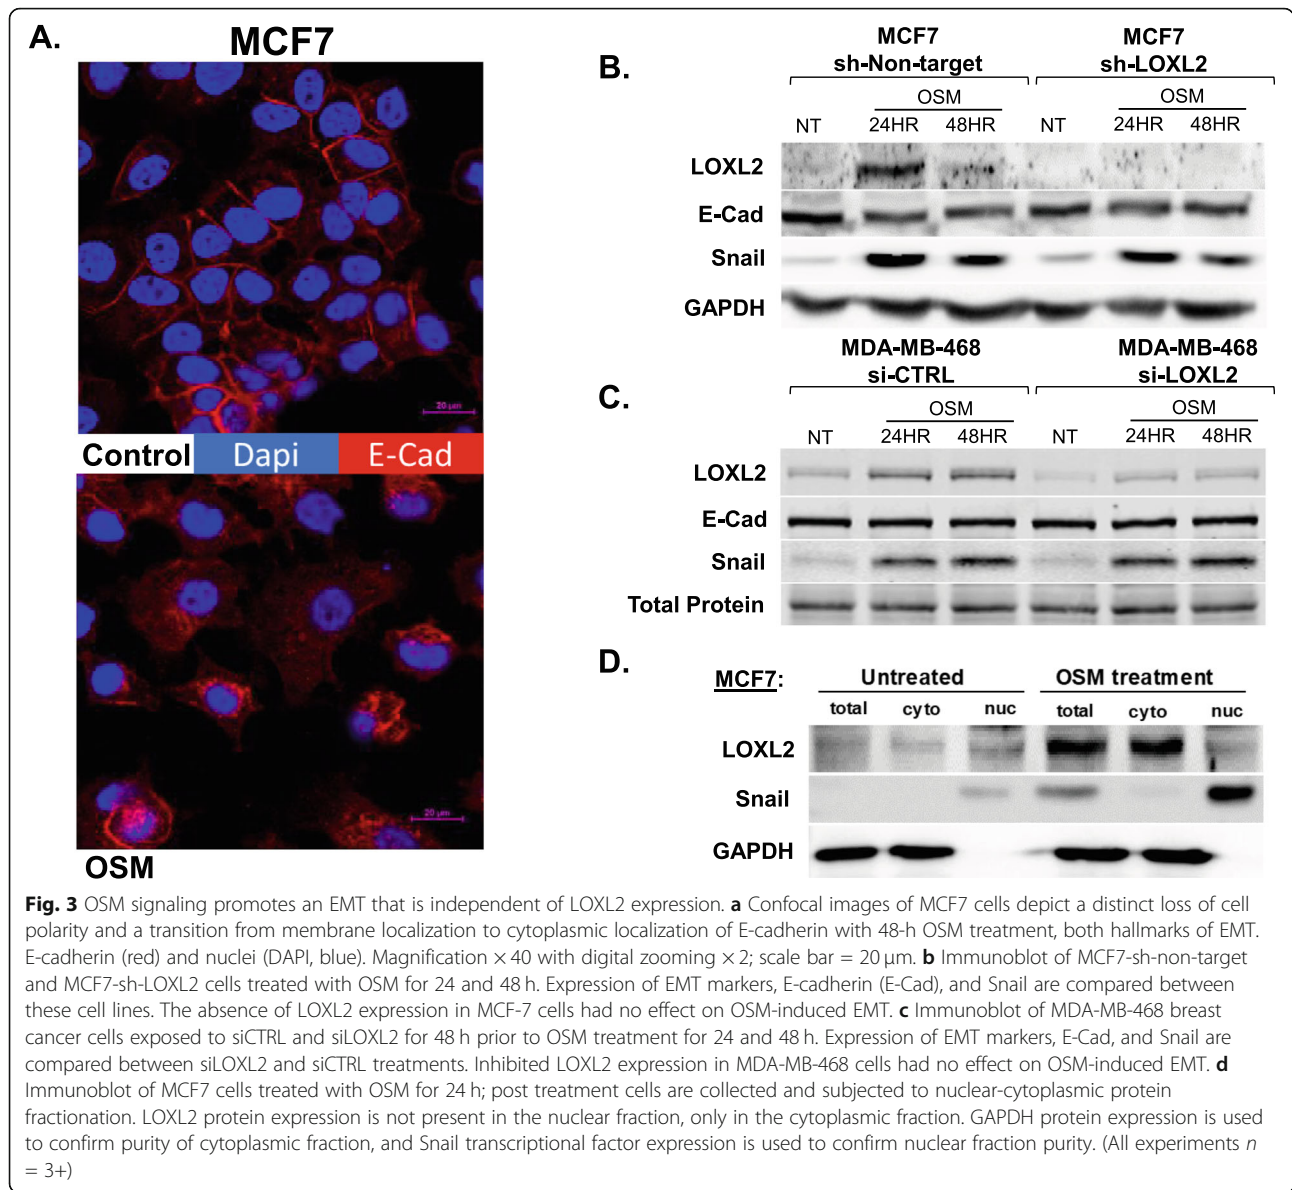 A.
MCF7
20 µm
Control Dapi E-Cad
20 µm
OSM
B.
MCF7 MCF7
sh-Non-target sh-LOXL2
OSM OSM
NT 24HR 48HR NT 24HR 48HR
LOXL2
E-Cad
Snail
GAPDH
C.
MDA-MB-468 MDA-MB-468
si-CTRL si-LOXL2
OSM OSM
NT 24HR 48HR NT 24HR 48HR
LOXL2
E-Cad
Snail
Total Protein
D.
MCF7: Untreated OSM treatment
total cyto nuc total cyto nuc
LOXL2
Snail
GAPDH
Fig. 3 OSM signaling promotes an EMT that is independent of LOXL2 expression. a Confocal images of MCF7 cells depict a distinct loss of cell
polarity and a transition from membrane localization to cytoplasmic localization of E-cadherin with 48-h OSM treatment, both hallmarks of EMT.
E-cadherin (red) and nuclei (DAPI, blue). Magnification × 40 with digital zooming × 2; scale bar = 20 µm. b Immunoblot of MCF7-sh-non-target
and MCF7-sh-LOXL2 cells treated with OSM for 24 and 48 h. Expression of EMT markers, E-cadherin (E-Cad), and Snail are compared between
these cell lines. The absence of LOXL2 expression in MCF-7 cells had no effect on OSM-induced EMT. c Immunoblot of MDA-MB-468 breast
cancer cells exposed to siCTRL and siLOXL2 for 48 h prior to OSM treatment for 24 and 48 h. Expression of EMT markers, E-Cad, and Snail are
compared between siLOXL2 and siCTRL treatments. Inhibited LOXL2 expression in MDA-MB-468 cells had no effect on OSM-induced EMT. d
Immunoblot of MCF7 cells treated with OSM for 24 h; post treatment cells are collected and subjected to nuclear-cytoplasmic protein
fractionation. LOXL2 protein expression is not present in the nuclear fraction, only in the cytoplasmic fraction. GAPDH protein expression is used
to confirm purity of cytoplasmic fraction, and Snail transcriptional factor expression is used to confirm nuclear fraction purity. (All experiments n
= 3+)